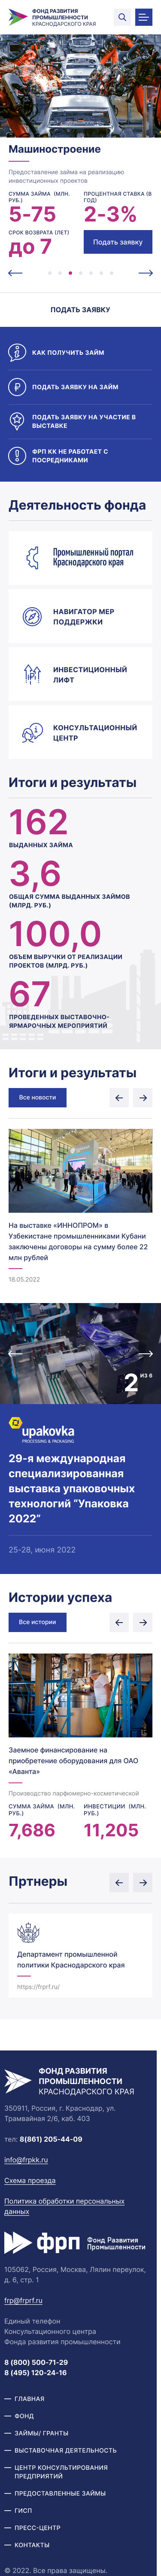 ФОНД РАЗВИТИЯ
ПРОМЫШЛЕННОСТИ
КРАСНОДАРСКОГО КРАЯ
Машиностроение
Предоставление займа на реализацию
инвестиционных проектов
СУММА ЗАЙМА (МЛН. РУБ.)
5-75
ПРОЦЕНТНАЯ СТАВКА (В ГОД)
2-3%
СРОК ВОЗВРАТА (ЛЕТ)
до 7
Подать заявку
ПОДАТЬ ЗАЯВКУ
КАК ПОЛУЧИТЬ ЗАЙМ
ПОДАТЬ ЗАЯВКУ НА ЗАЙМ
ПОДАТЬ ЗАЯВКУ НА УЧАСТИЕ В
ВЫСТАВКЕ
ФРП КК НЕ РАБОТАЕТ С
ПОСРЕДНИКАМИ
Деятельность фонда
Промышленный портал
Краснодарского края
НАВИГАТОР МЕР
ПОДДЕРЖКИ
ИНВЕСТИЦИОННЫЙ
ЛИФТ
КОНСУЛЬТАЦИОННЫЙ
ЦЕНТР
Итоги и результаты
162
ВЫДАННЫХ ЗАЙМА
3,6
ОБЩАЯ СУММА ВЫДАННЫХ ЗАЙМОВ
(МЛРД. РУБ.)
100,0
ОБЪЕМ ВЫРУЧКИ ОТ РЕАЛИЗАЦИИ
ПРОЕКТОВ (МЛРД. РУБ.)
67
ПРОВЕДЕННЫХ ВЫСТАВОЧНО-
ЯРМАРОЧНЫХ МЕРОПРИЯТИЙ
Итоги и результаты
Все новости
На выставке «ИННОПРОМ» в
Узбекистане промышленниками Кубани
заключены договоры на сумму более 22
млн рублей
18.05.2022
2 ИЗ 6
upakovka
PROCESSING & PACKAGING
29-я международная
специализированная
выставка упаковочных
технологий “Упаковка
2022”
25-28, июня 2022
Истории успеха
Все истории
Заемное финансирование на
приобретение оборудования для ОАО
«Аванта»
Производство парфюмерно-косметической
СУММА ЗАЙМА (МЛН. РУБ.)
7,686
ИНВЕСТИЦИИ (МЛН. РУБ.)
11,205
Пртнеры
Департамент промышленной
политики Краснодарского края
https://frprf.ru/
ФОНД РАЗВИТИЯ
ПРОМЫШЛЕННОСТИ
КРАСНОДАРСКОГО КРАЯ
350911, Россия, г. Краснодар, ул.
Трамвайная 2/6, каб. 403
тел: 8(861) 205-44-09
info@frpkk.ru
Схема проезда
Политика обработки персональных
данных
фрп Фонд Развития
Промышленности
105062, Россия, Москва, Лялин переулок,
д. 6, стр. 1
frp@frprf.ru
Единый телефон
Консультационного центра
Фонда развития промышленности
8 (800) 500-71-29
8 (495) 120-24-16
ГЛАВНАЯ
ФОНД
ЗАЙМЫ/ ГРАНТЫ
ВЫСТАВОЧНАЯ ДЕЯТЕЛЬНОСТЬ
ЦЕНТР КОНСУЛЬТИРОВАНИЯ
ПРЕДПРИЯТИЙ
ПРЕДОСТАВЛЕННЫЕ ЗАЙМЫ
ГИСП
ПРЕСС-ЦЕНТР
КОНТАКТЫ
© 2022. Все права защищены.